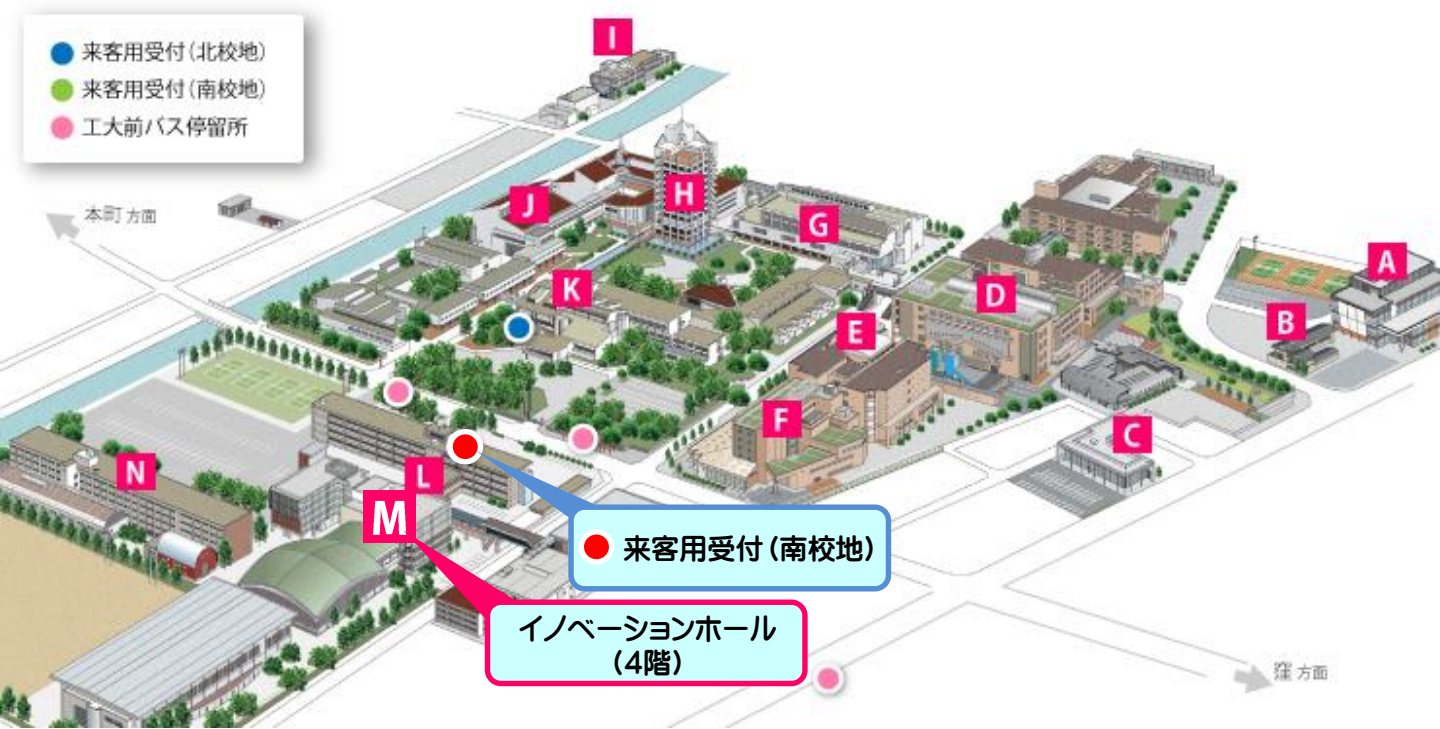 来客用受付(北校地)
来客用受付(南校地)
工大前バス停留所
I
本町 方面
J
H
G
A
K
D
B
E
F
C
N
L
M
来客用受付(南校地)
イノベーションホール
(4階)
窪 方面